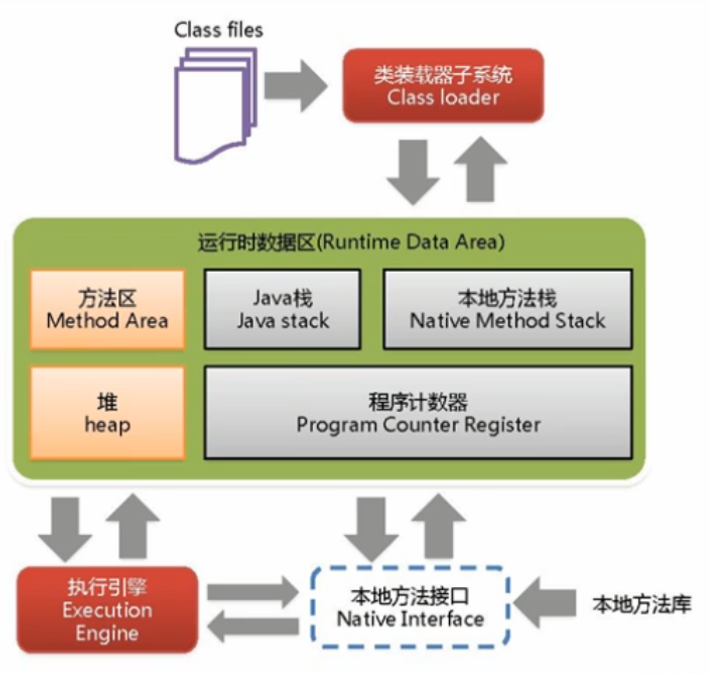 Class files
类装载器子系统
Class loader
运行时数据区(Runtime Data Area)
方法区
Method Area
Java栈
Java stack
本地方法栈
Native Method Stack
堆
heap
程序计数器
Program Counter Register
执行引擎
Execution
Engine
本地方法接口
Native Interface
本地方法库